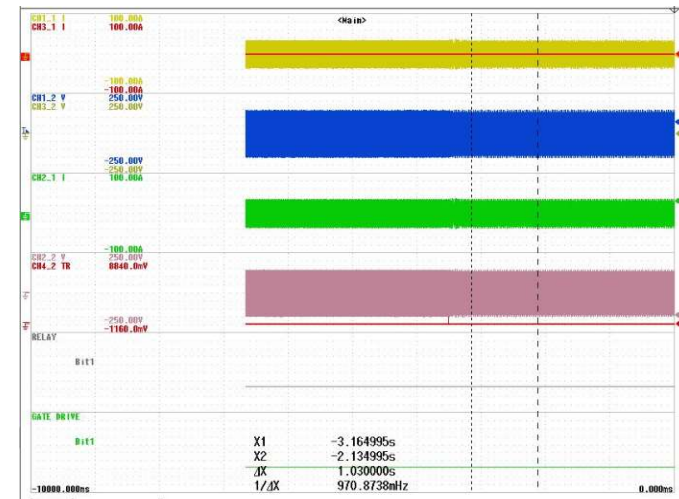 <Main>
CH1_1 I 100.00A
CH3_1 I 100.00A
-100.00A
-100.00A
CH1_2 V 250.00V
CH3_2 V 250.00V
-250.00V
-250.00V
CH2_1 I 100.00A
-100.00A
CH2_2 V 250.00V
CH4_2 TR 8840.0mV
-250.00V
-1160.0mV
RELAY
Bit1
GATE DRIVE
Bit1
X1 -3.164995s
X2 -2.134995s
ΔX 1.030000s
1/ΔX 970.8738mHz
-10000.000ms 0.000ms